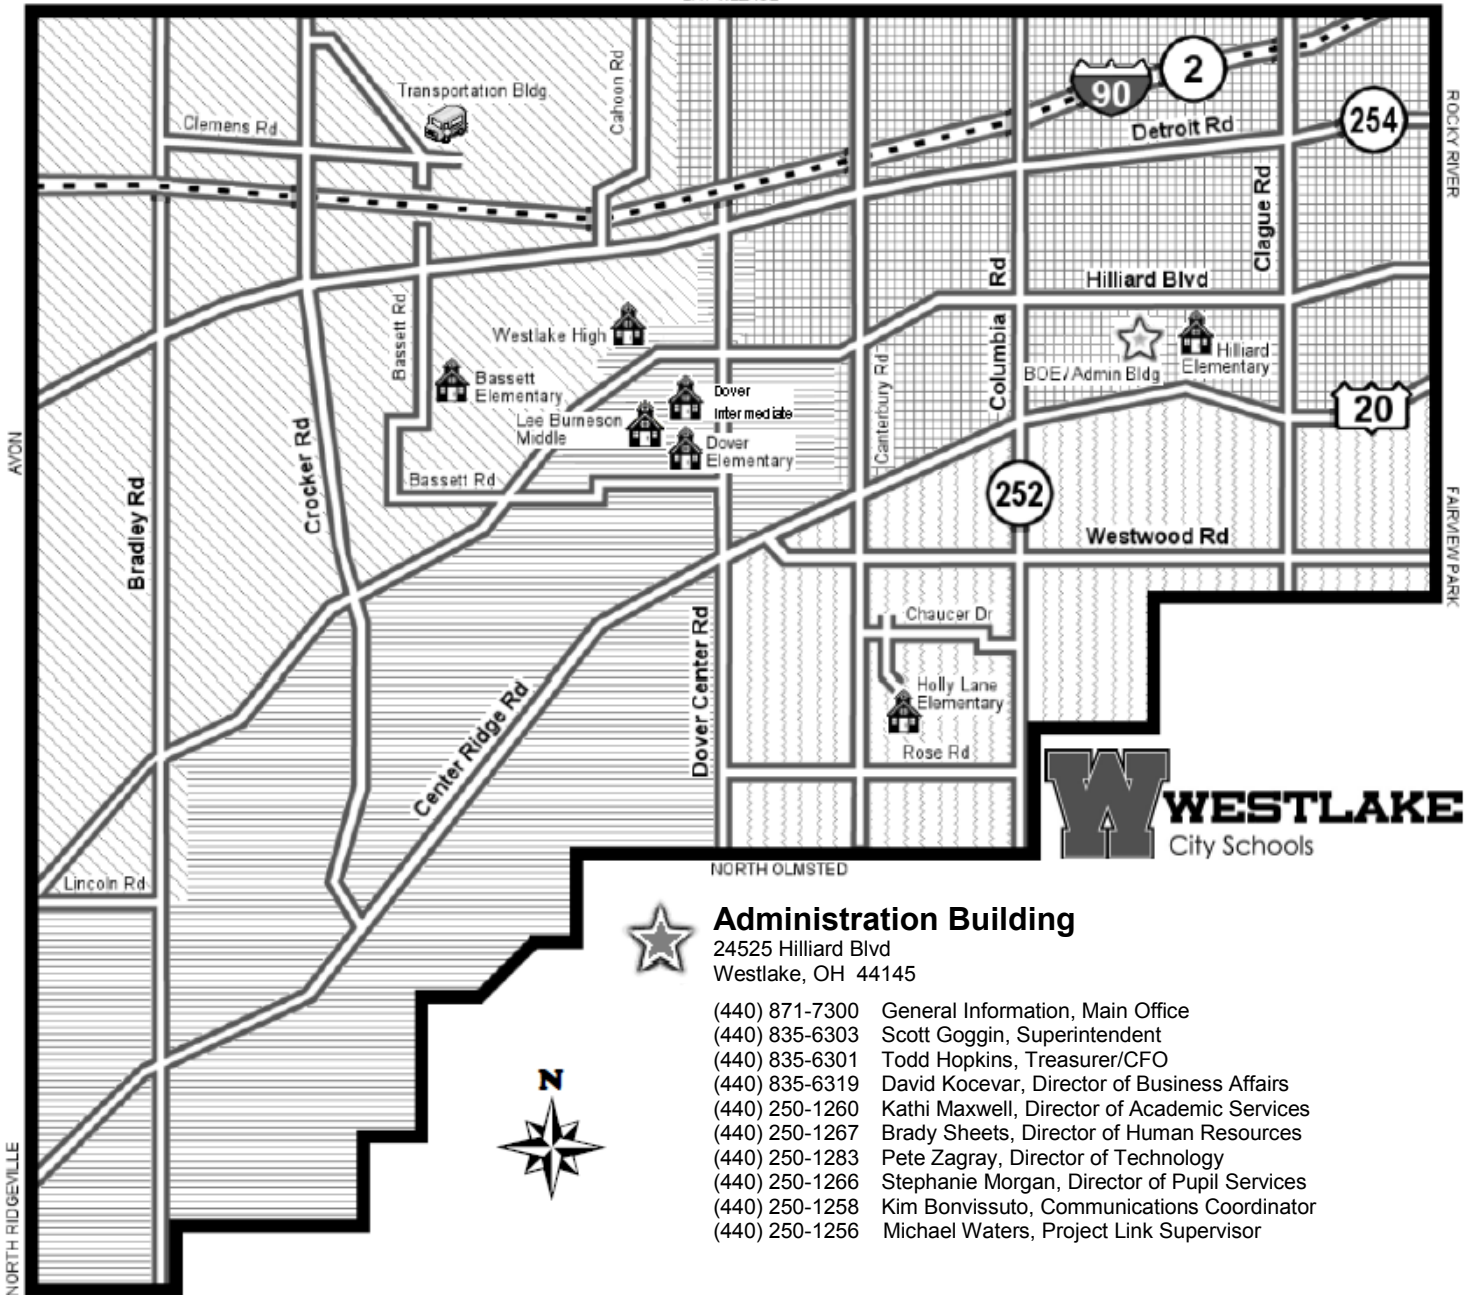 Cahoon Rd
Transportation Bldg
Clemens Rd
90
2
Detroit Rd
254
ROCKY RIVER
Clague Rd
Hilliard Blvd
Rd
Columbia
Bassett Rd
Westlake High
Bassett
Elementary
Dover
Intermediate
Lee Burneson
Middle
Dover
Elementary
Canterbury Rd
BOE/Admin Bldg
Hilliard
Elementary
20
AVON
Crocker Rd
Bradley Rd
Bassett Rd
252
Westwood Rd
FAIRVIEW PARK
Chaucer Dr
Dover Center Rd
Holly Lane
Elementary
Center Ridge Rd
Rose Rd
W
WESTLAKE
City Schools
NORTH OLMSTED
Lincoln Rd
NORTH RIDGEVILLE
N
Administration Building
24525 Hilliard Blvd
Westlake, OH 44145
(440) 871-7300 General Information, Main Office
(440) 835-6303 Scott Goggin, Superintendent
(440) 835-6301 Todd Hopkins, Treasurer/CFO
(440) 835-6319 David Kocevar, Director of Business Affairs
(440) 250-1260 Kathi Maxwell, Director of Academic Services
(440) 250-1267 Brady Sheets, Director of Human Resources
(440) 250-1283 Pete Zagray, Director of Technology
(440) 250-1266 Stephanie Morgan, Director of Pupil Services
(440) 250-1258 Kim Bonvissuto, Communications Coordinator
(440) 250-1256 Michael Waters, Project Link Supervisor